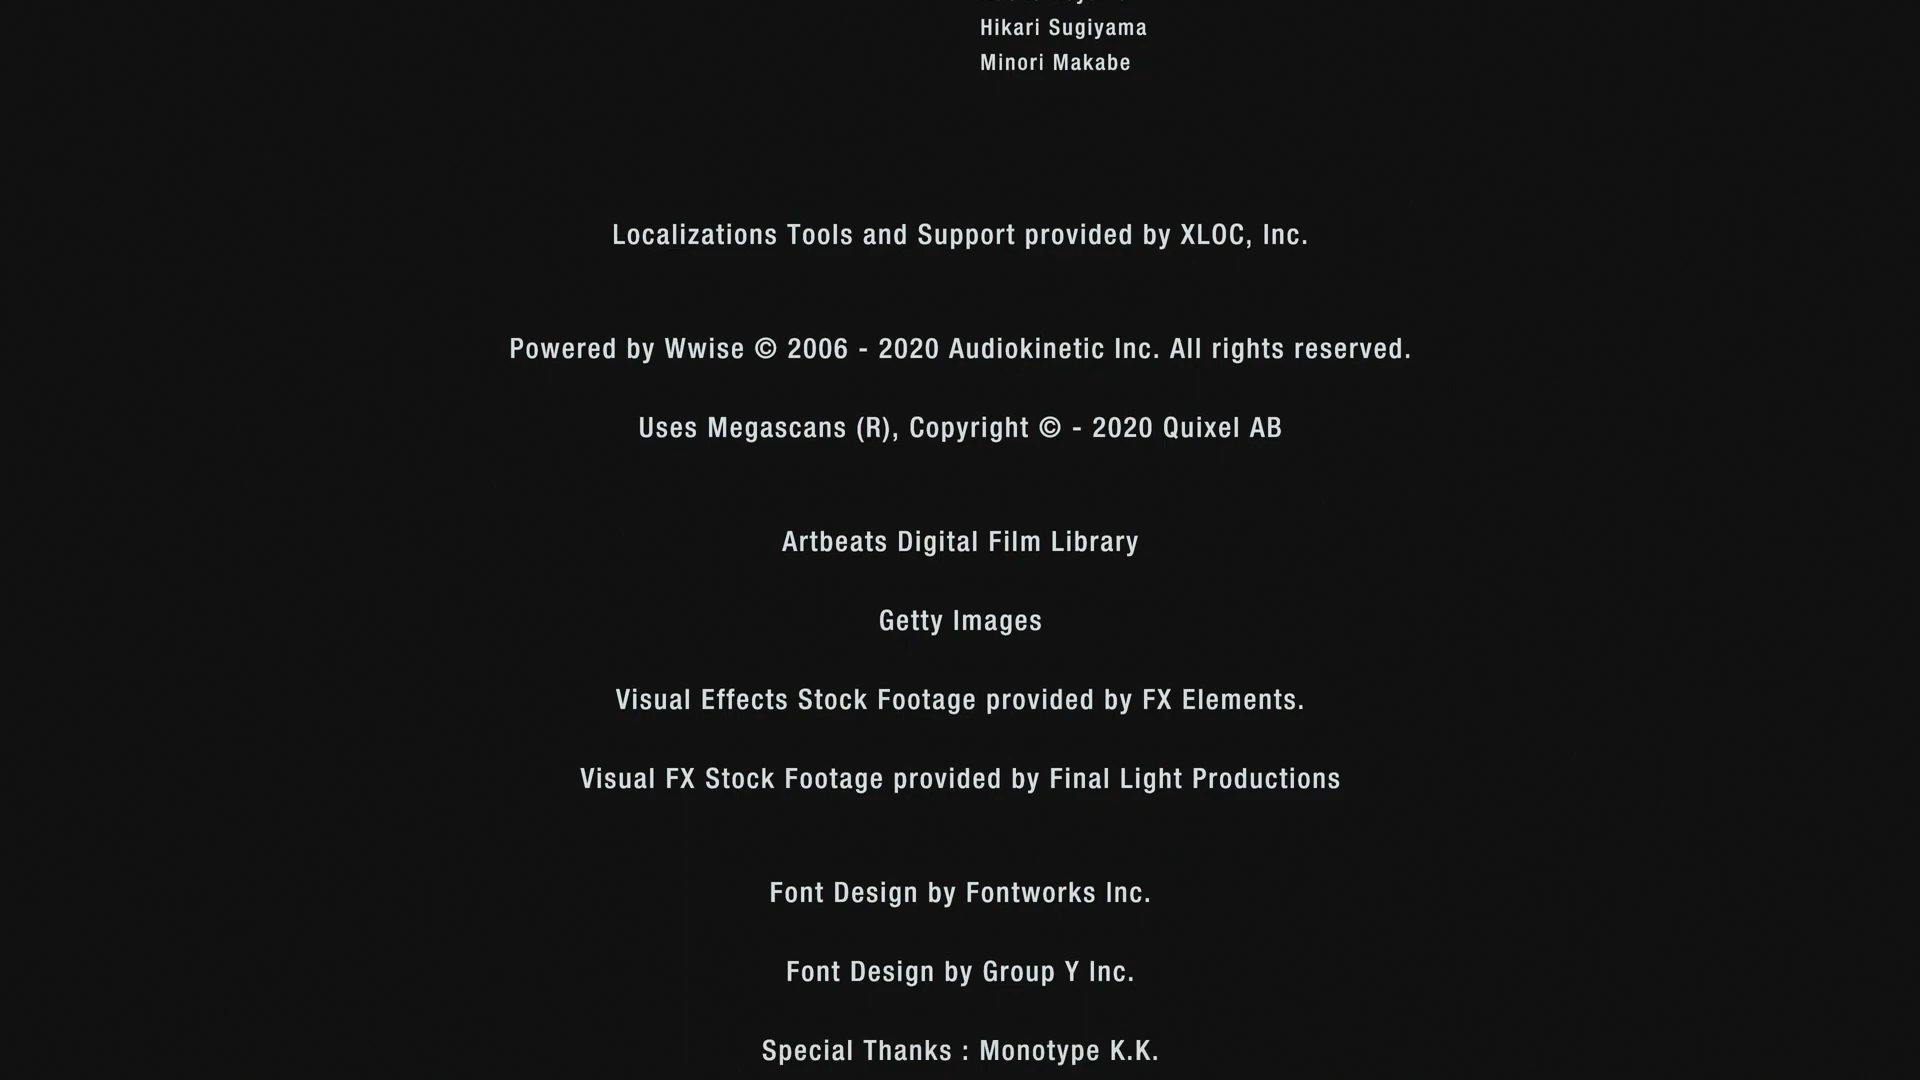 Hikari Sugiyama
Minori Makabe
Localizations Tools and Support provided by XLOC, Inc.
Powered by Wwise © 2006 - 2020 Audiokinetic Inc. All rights reserved.
Uses Megascans (R), Copyright © - 2020 Quixel AB
Artbeats Digital Film Library
Getty Images
Visual Effects Stock Footage provided by FX Elements.
Visual FX Stock Footage provided by Final Light Productions
Font Design by Fontworks Inc.
Font Design by Group Y Inc.
Special Thanks : Monotype K.K.